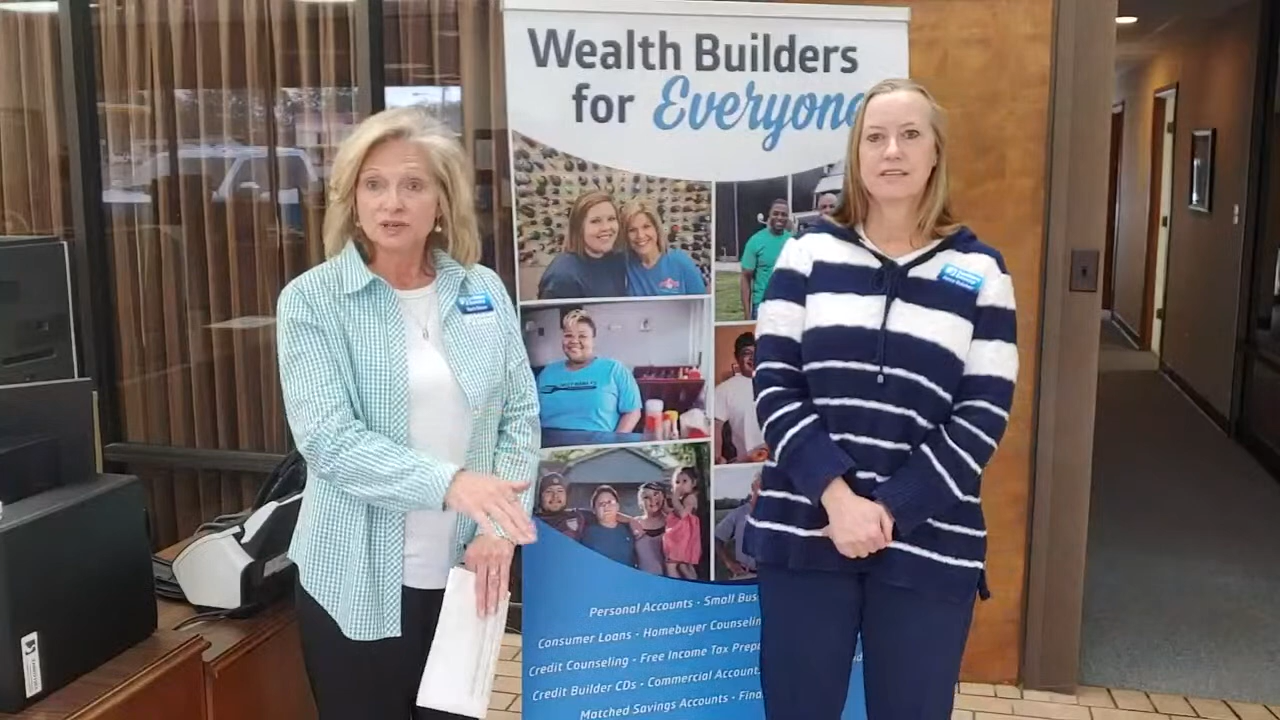 Wealth Builders
for Everyone
Personal Accounts - Small Bus
Consumer Loans - Homebuyer Counselin
Credit Counseling - Free Income Tax Prep
Credit Builder CDs - Commercial Account
Matched Savings Accounts - Fina